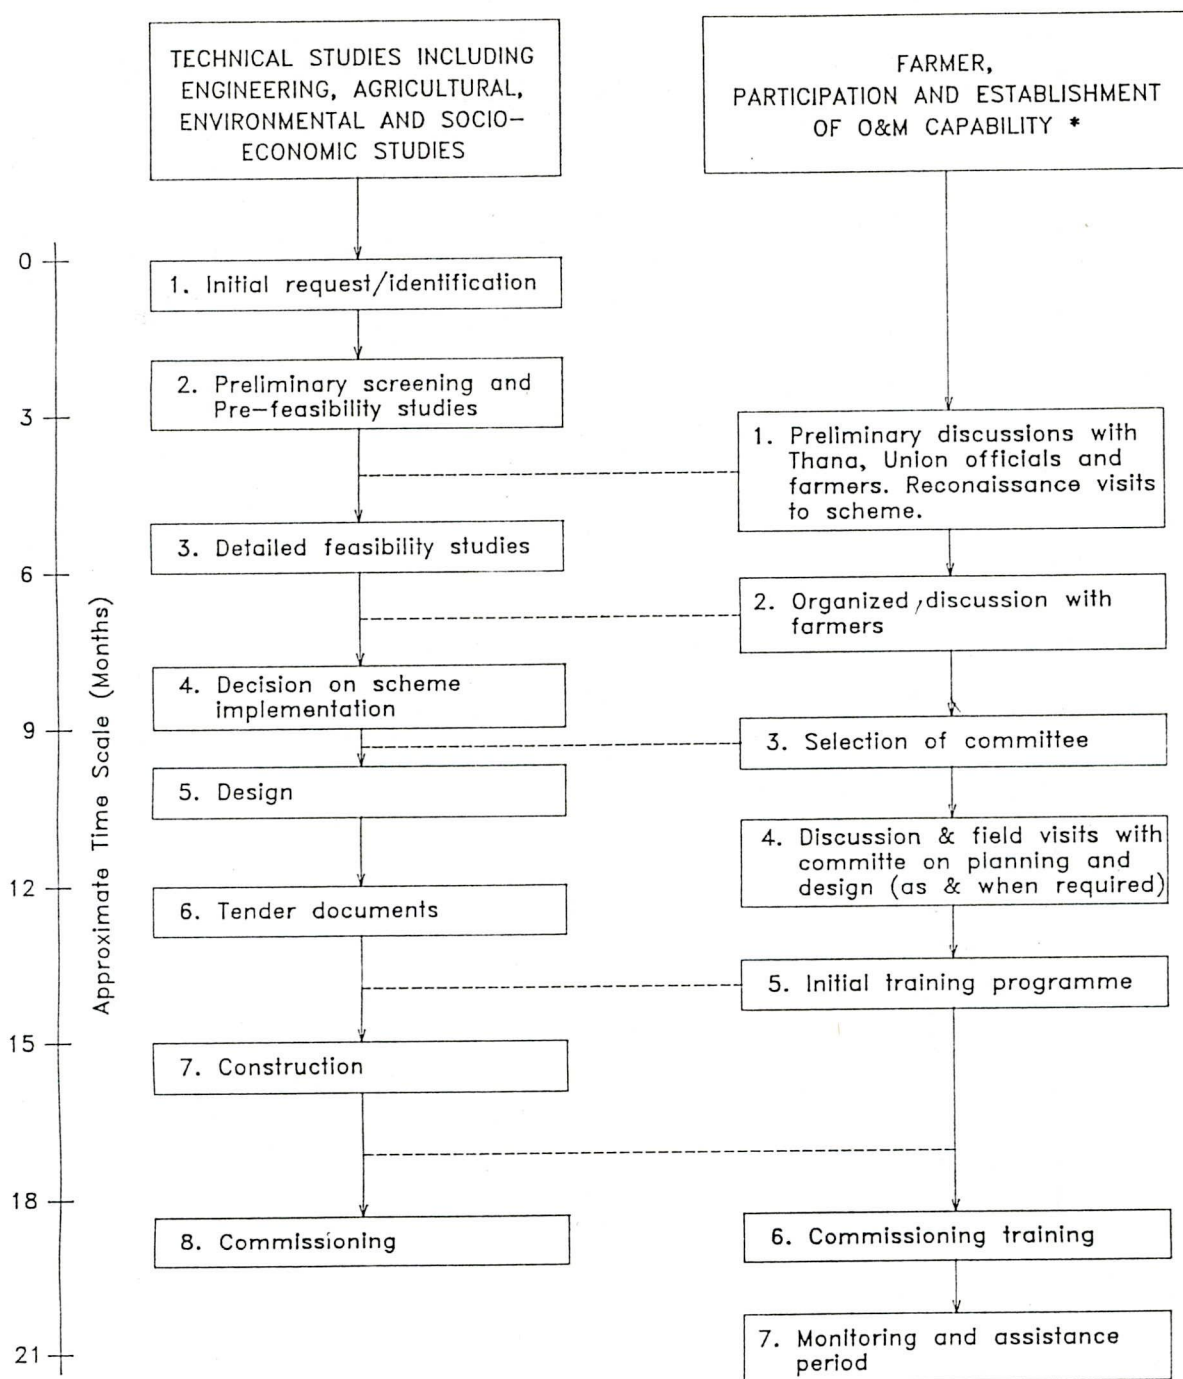 TECHNICAL STUDIES INCLUDING
ENGINEERING, AGRICULTURAL,
ENVIRONMENTAL AND SOCIO-
ECONOMIC STUDIES
FARMER,
PARTICIPATION AND ESTABLISHMENT
OF O&M CAPABILITY *
Approximate Time Scale (Months)
0
3
6
9
12
15
18
21
1. Initial request/identification
2. Preliminary screening and
Pre-feasibility studies
3. Detailed feasibility studies
4. Decision on scheme
implementation
5. Design
6. Tender documents
7. Construction
8. Commissioning
1. Preliminary discussions with
Thana, Union officials and
farmers. Reconaissance visits
to scheme.
2. Organized discussion with
farmers
3. Selection of committee
4. Discussion & field visits with
committe on planning and
design (as & when required)
5. Initial training programme
6. Commissioning training
7. Monitoring and assistance
period